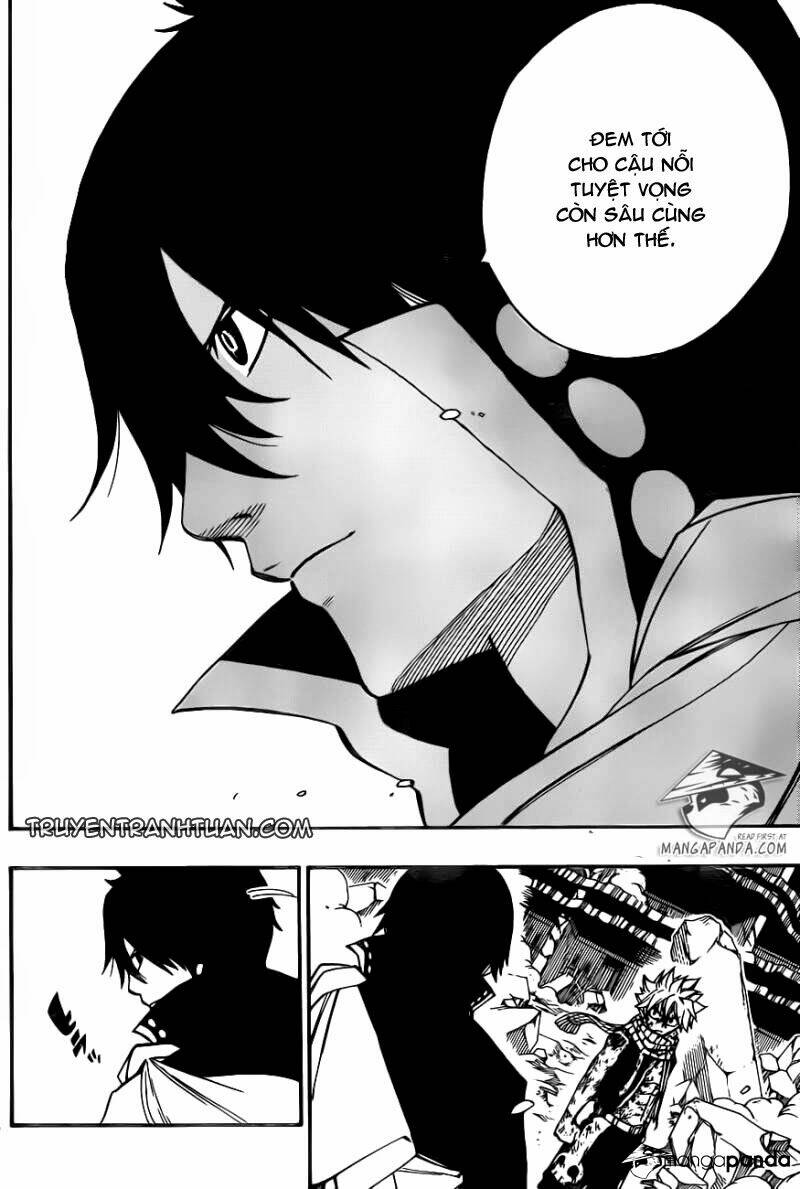 ĐEM TỚI
CHO CẬU NỖI
TUYỆT VỌNG
CÒN SÂU CÙNG
HƠN THẾ.
TRUYENTRANHTUAN.COM
READ FIRST AT
MANGAPANDA.COM
mangapanda